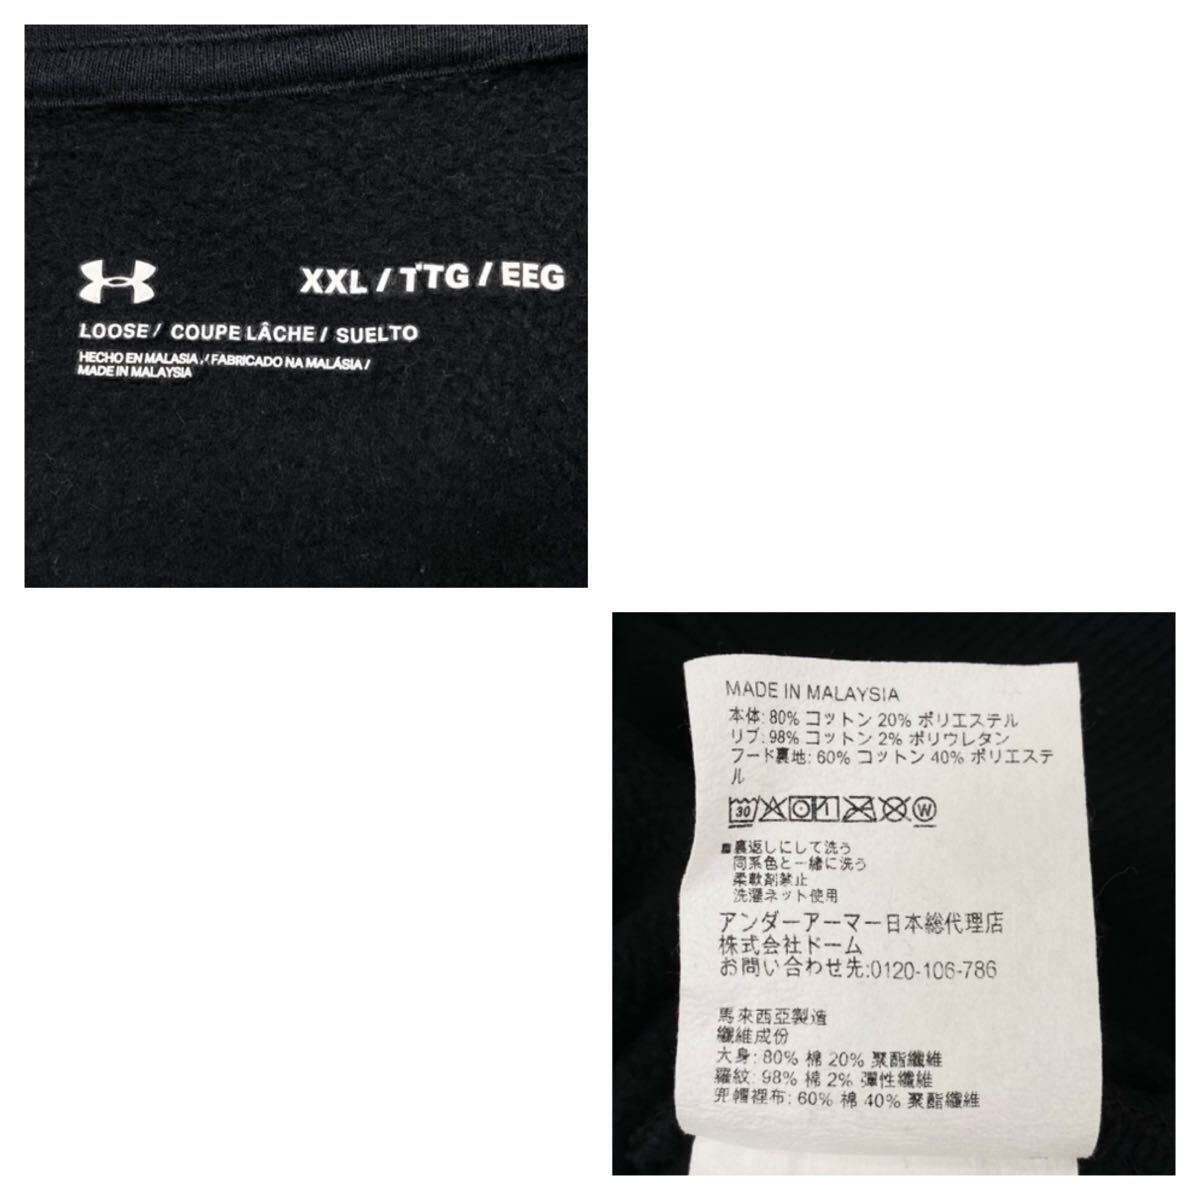 XXL / TTG / EEG
LOOSE / COUPE LÂCHE / SUELTO
HECHO EN MALASIA / FABRICADO NA MALÁSIA /
MADE IN MALAYSIA
MADE IN MALAYSIA
本体: 80% コットン 20% ポリエステル
リブ: 98% コットン 2% ポリウレタン
フード裏地: 60% コットン 40% ポリエステ
ル
30 W
■裏返しにして洗う
同系色と一緒に洗う
柔軟剤禁止
洗濯ネット使用
アンダーアーマー日本総代理店
株式会社ドーム
お問い合わせ先:0120-106-786
馬來西亞製造
纖維成份
大身: 80% 棉 20% 聚酯纖維
羅紋: 98% 棉 2% 彈性纖維
兜帽裡布: 60% 棉 40% 聚酯纖維